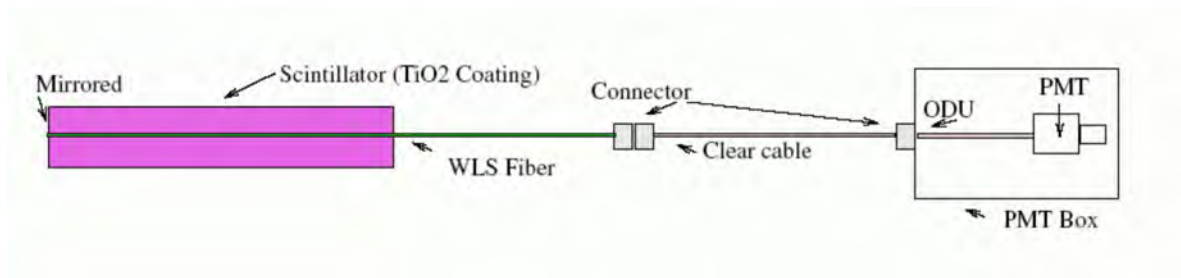 Mirrored
Scintillator (TiO2 Coating)
WLS Fiber
Connector
Clear cable
ODU
PMT
PMT Box